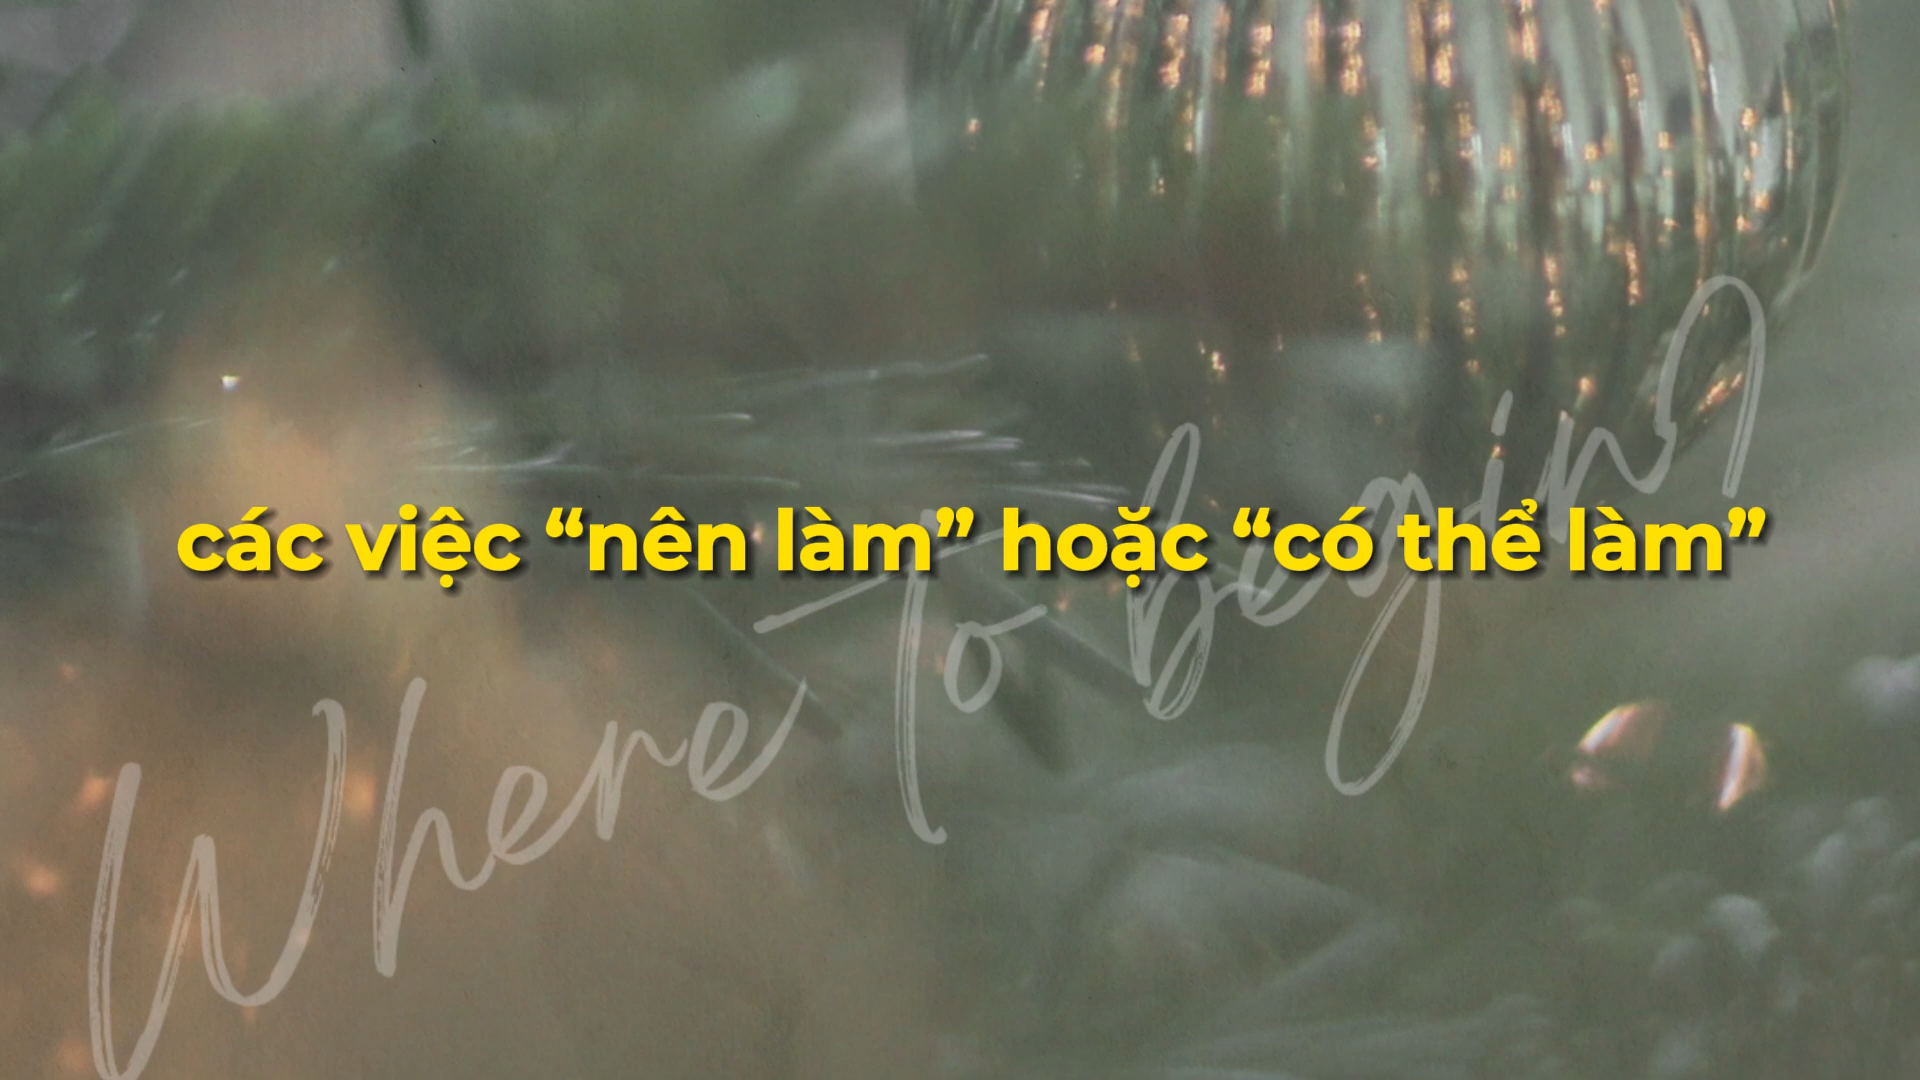 các việc “nên làm” hoặc “có thể làm”
Where to begin?